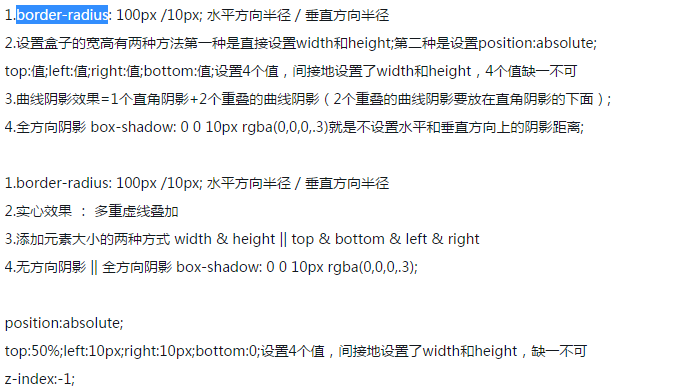 1.border-radius: 100px /10px; 水平方向半径 / 垂直方向半径
2.设置盒子的宽高有两种方法第一种是直接设置width和height;第二种是设置position:absolute;
top:值;left:值;right:值;bottom:值;设置4个值，间接地设置了width和height，4个值缺一不可
3.曲线阴影效果=1个直角阴影+2个重叠的曲线阴影（2个重叠的曲线阴影要放在直角阴影的下面）;
4.全方向阴影 box-shadow: 0 0 10px rgba(0,0,0,.3)就是不设置水平和垂直方向上的阴影距离;
1.border-radius: 100px /10px; 水平方向半径 / 垂直方向半径
2.实心效果 ： 多重虚线叠加
3.添加元素大小的两种方式 width & height || top & bottom & left & right
4.无方向阴影 || 全方向阴影 box-shadow: 0 0 10px rgba(0,0,0,.3);
position:absolute;
top:50%;left:10px;right:10px;bottom:0;设置4个值，间接地设置了width和height，缺一不可
z-index:-1;